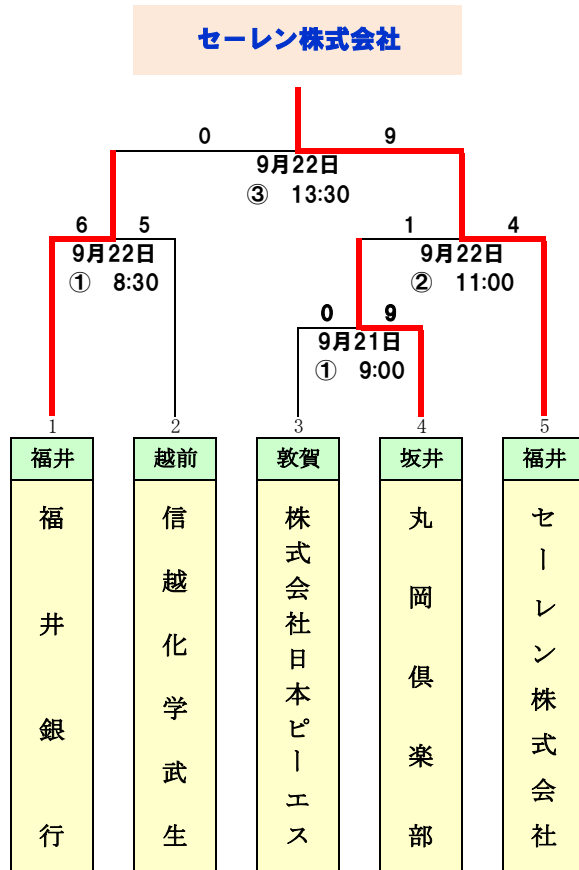 セーレン株式会社
0 9
9月22日
③ 13:30
6 5
9月22日
① 8:30
1 4
9月22日
② 11:00
0 9
9月21日
① 9:00
1 2 3 4 5
福井 越前 敦賀 坂井 福井
福井銀行
信越化学武生
株式会社日本ピーエス
丸岡倶楽部
セーレン株式会社